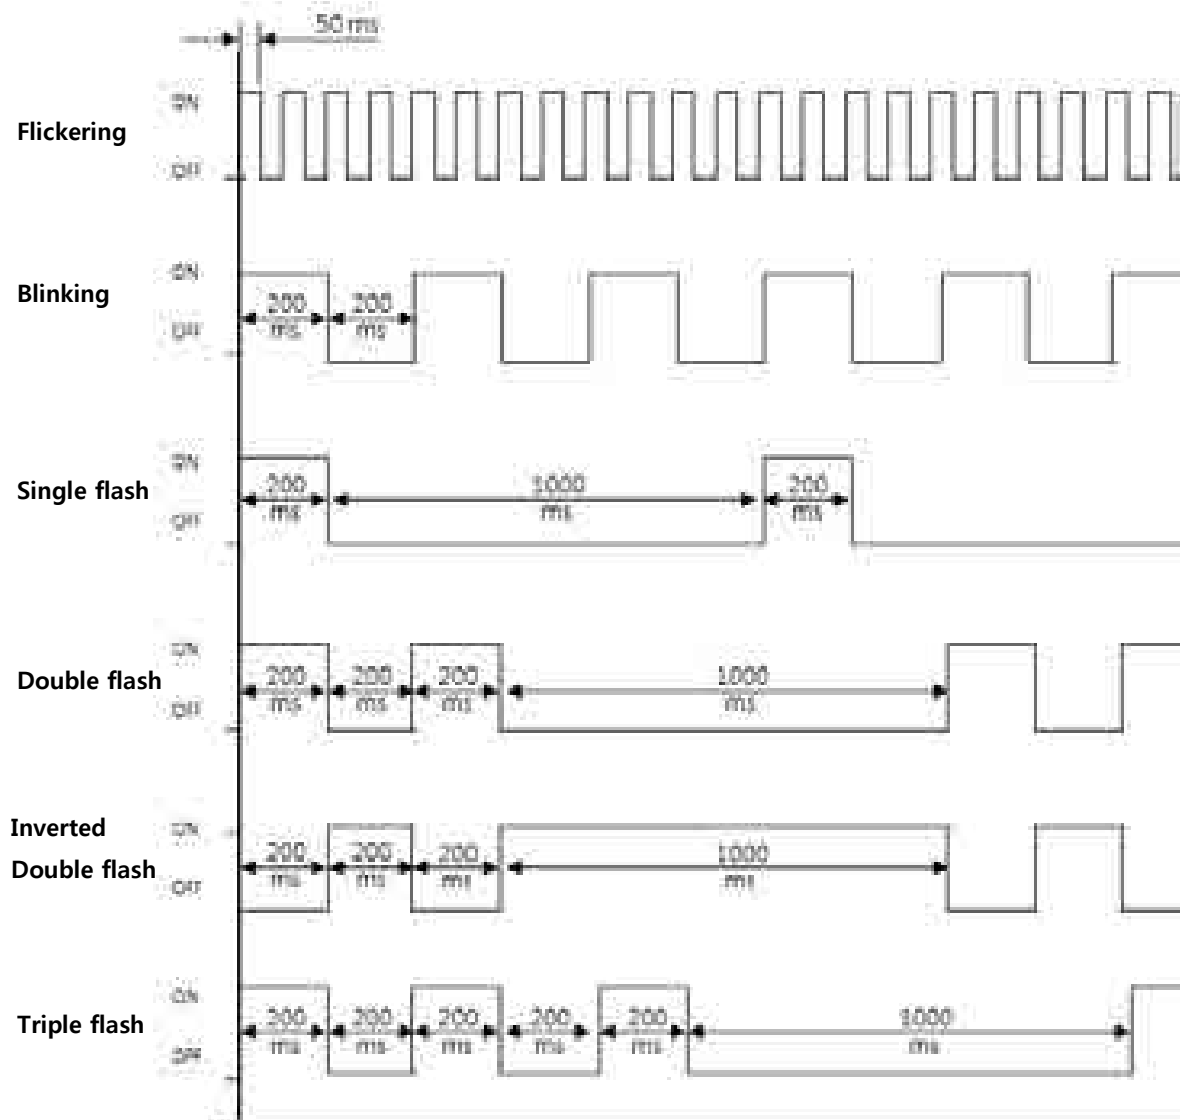 50 ms
ON
Flickering
Off
ON
Blinking
200 ms 200 ms
Off
ON
Single flash
200 ms 1000 ms 200 ms
Off
ON
Double flash
200 ms 200 ms 200 ms 1000 ms
Off
Inverted
ON
Double flash
200 ms 200 ms 200 ms 1000 ms
Off
ON
Triple flash
200 ms 200 ms 200 ms 200 ms 200 ms 1000 ms
Off